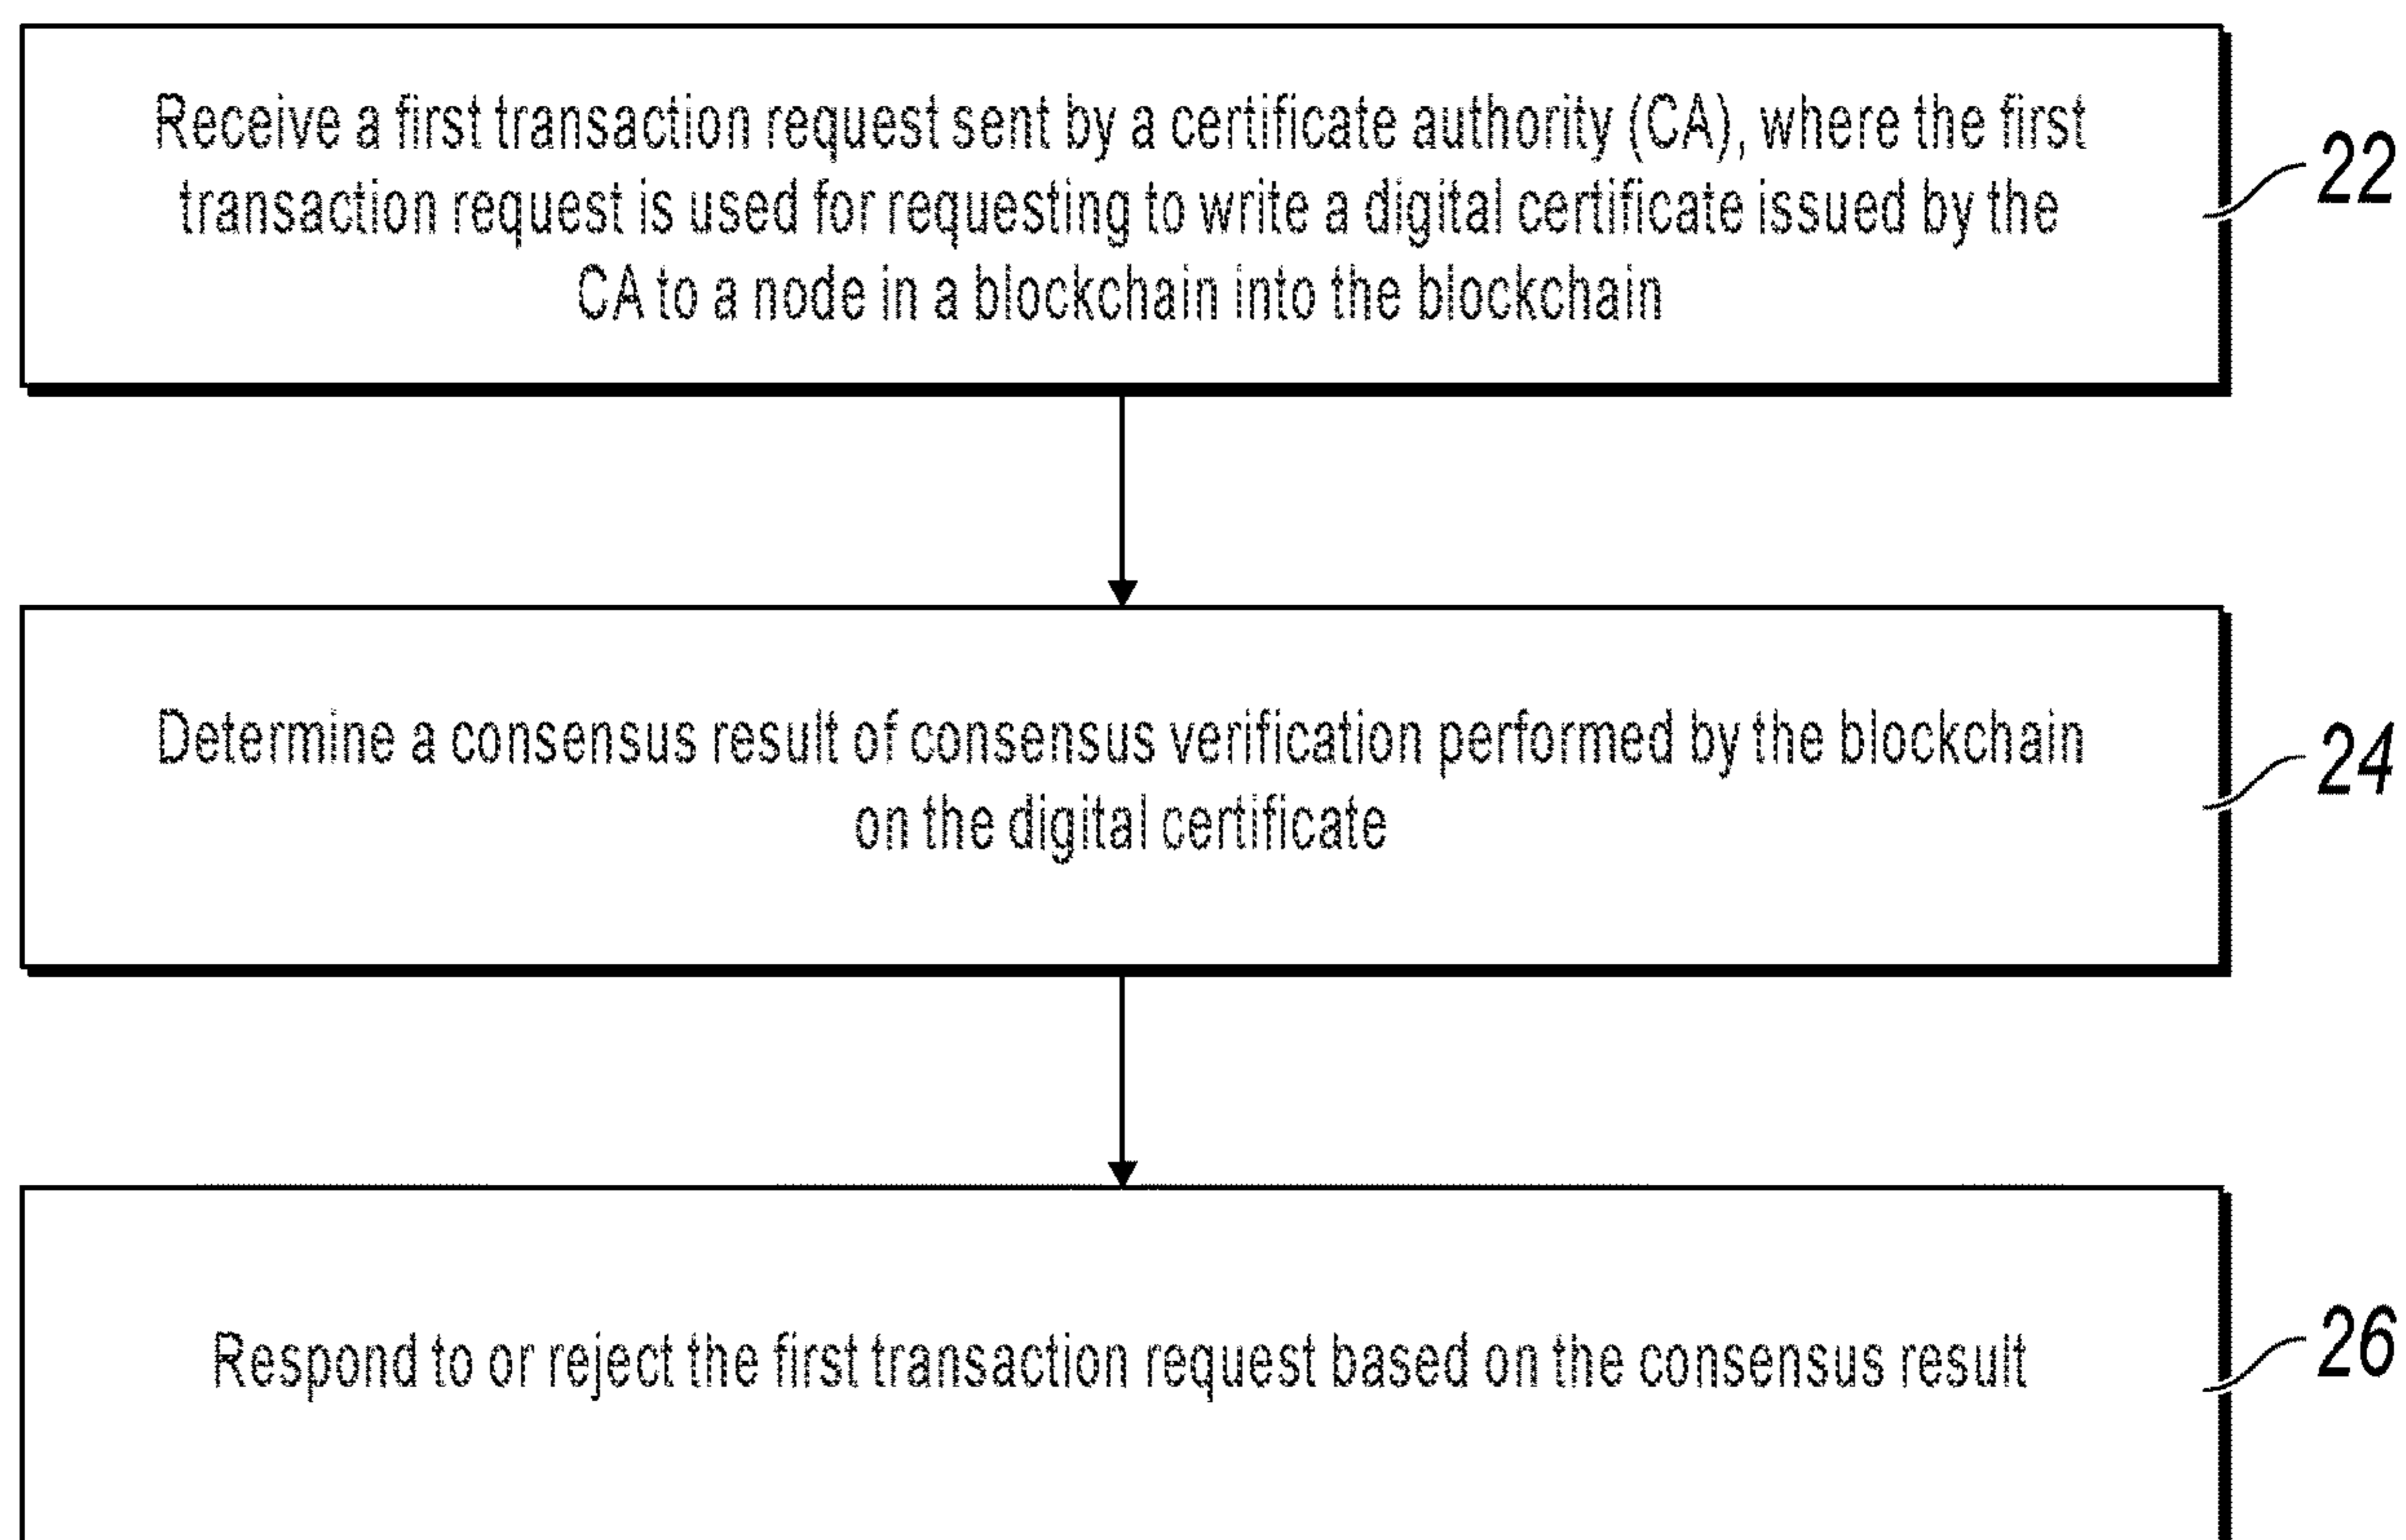 Receive a first transaction request sent by a certificate authority (CA), where the first
transaction request is used for requesting to write a digital certificate issued by the
CA to a node in a blockchain into the blockchain
22
Determine a consensus result of consensus verification performed by the blockchain
on the digital certificate
24
Respond to or reject the first transaction request based on the consensus result
26